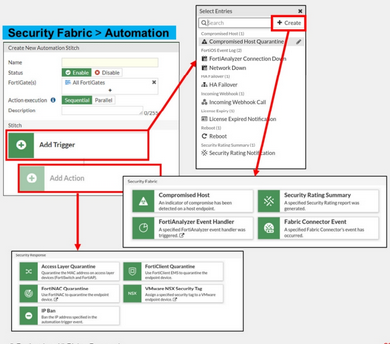 Security Fabric > Automation
Create New Automation Stitch
Name
Status
Enable
Disable
FortiGate(s)
All FortiGates
+
Action execution
Sequential
Parallel
Description
0/255
Stitch
Add Trigger
Add Action
Select Entries
Search
+ Create
Compromised Host (1)
Compromised Host Quarantine
FortiOS Event Log (2)
FortiAnalyzer Connection Down
Network Down
HA Failover (1)
HA Failover
Incoming Webhook (1)
Incoming Webhook Call
License Expiry (1)
License Expired Notification
Reboot (1)
Reboot
Security Rating Summary (1)
Security Rating Notification
Security Fabric
Compromised Host
An indicator of compromise has been
detected on a host endpoint.
Security Rating Summary
A specified Security Rating report was
generated.
FortiAnalyzer Event Handler
A specified FortiAnalyzer event handler was
triggered.
Fabric Connector Event
A specified Fabric Connector's event has
occurred.
Security Response
Access Layer Quarantine
Quarantine the MAC address on access layer
devices (FortiSwitch and FortiAP).
FortiClient Quarantine
Use FortiClient EMS to quarantine the
endpoint device.
FortiNAC Quarantine
Use FortiNAC to quarantine the endpoint
device.
NSX
VMware NSX Security Tag
Assign a specified security tag to a VMware
endpoint device.
IP Ban
Ban the IP address specified in the
automation trigger event